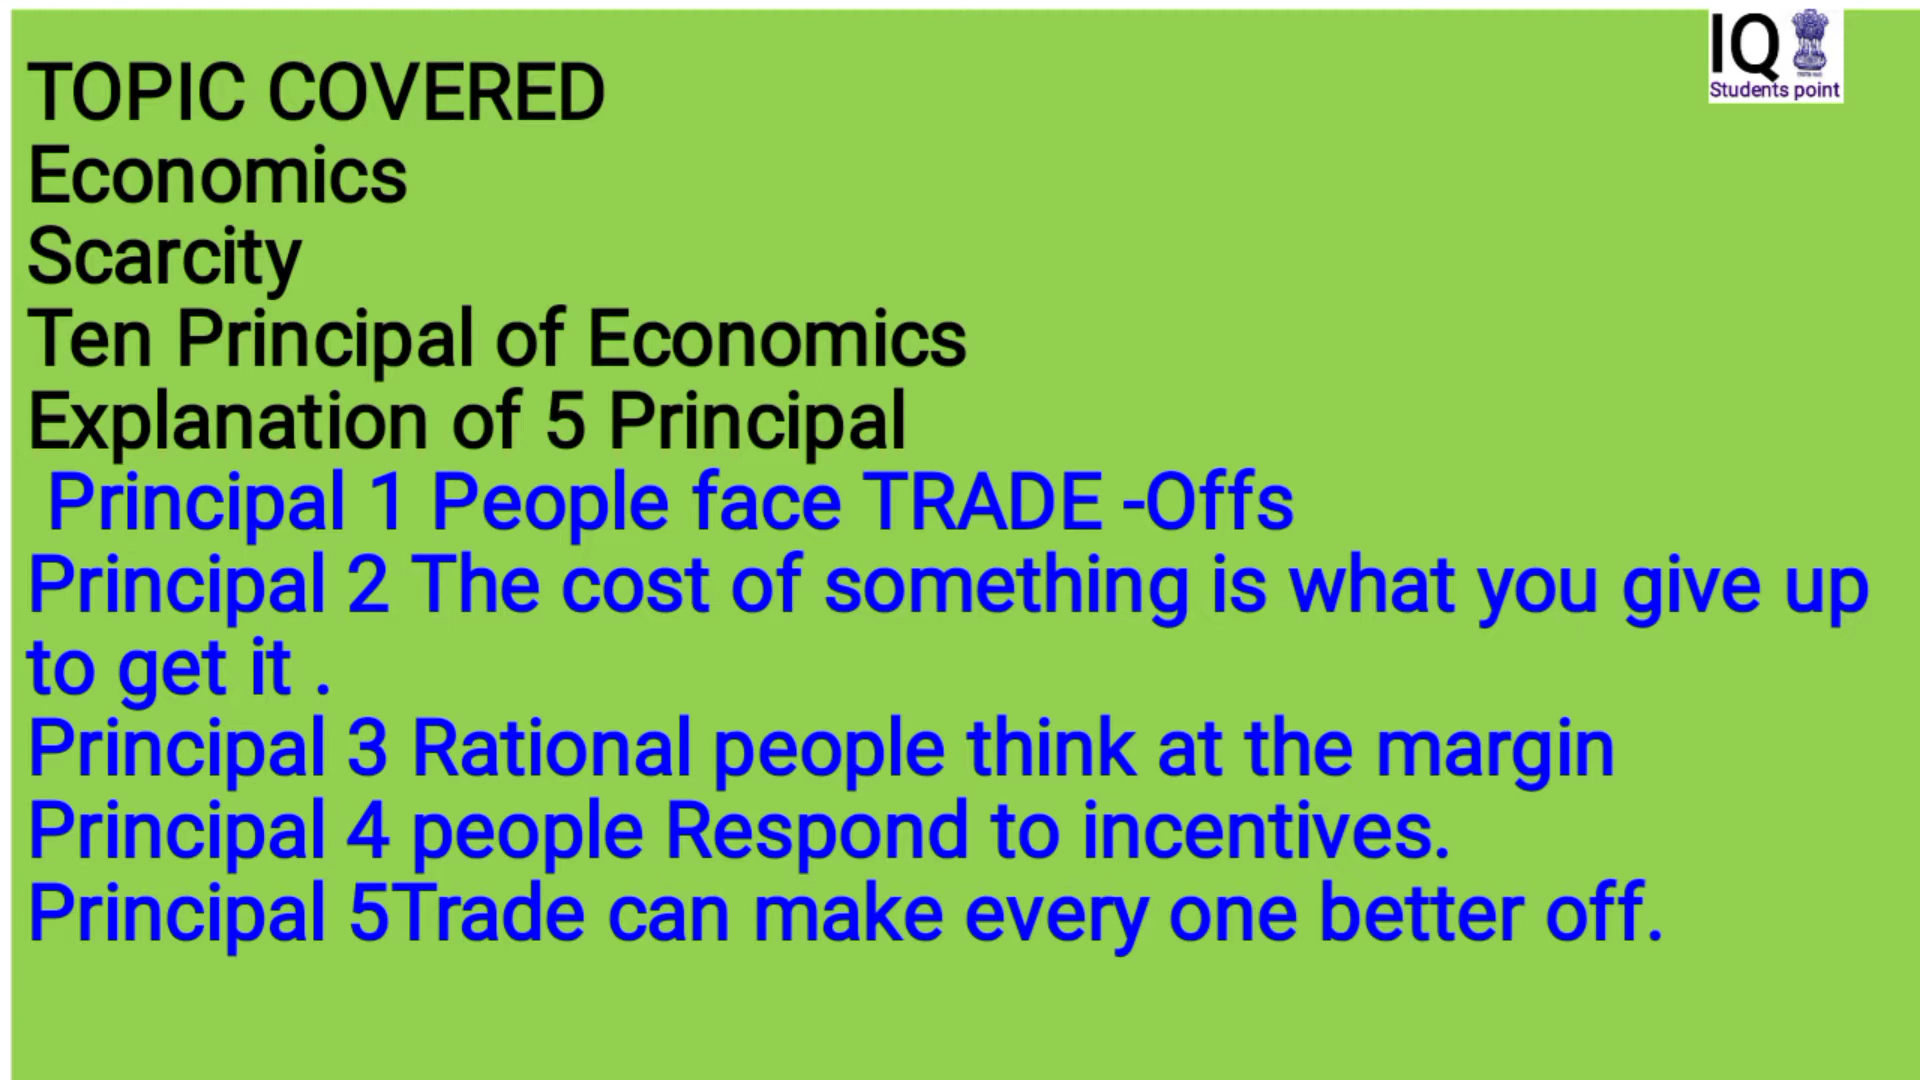 IQ
Students point
TOPIC COVERED
Economics
Scarcity
Ten Principal of Economics
Explanation of 5 Principal
Principal 1 People face TRADE -Offs
Principal 2 The cost of something is what you give up
to get it .
Principal 3 Rational people think at the margin
Principal 4 people Respond to incentives.
Principal 5Trade can make every one better off.